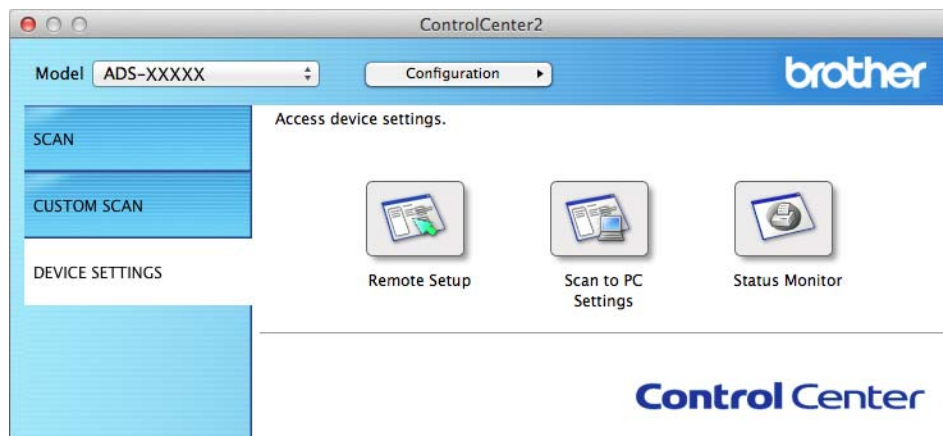 ControlCenter2
Model ADS-XXXXX Configuration brother
SCAN
CUSTOM SCAN
DEVICE SETTINGS
Access device settings.
Remote Setup
Scan to PC
Settings
Status Monitor
Control Center